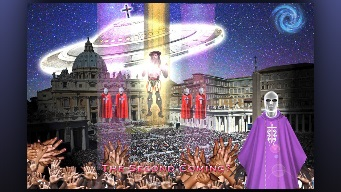 THE SECOND COMING